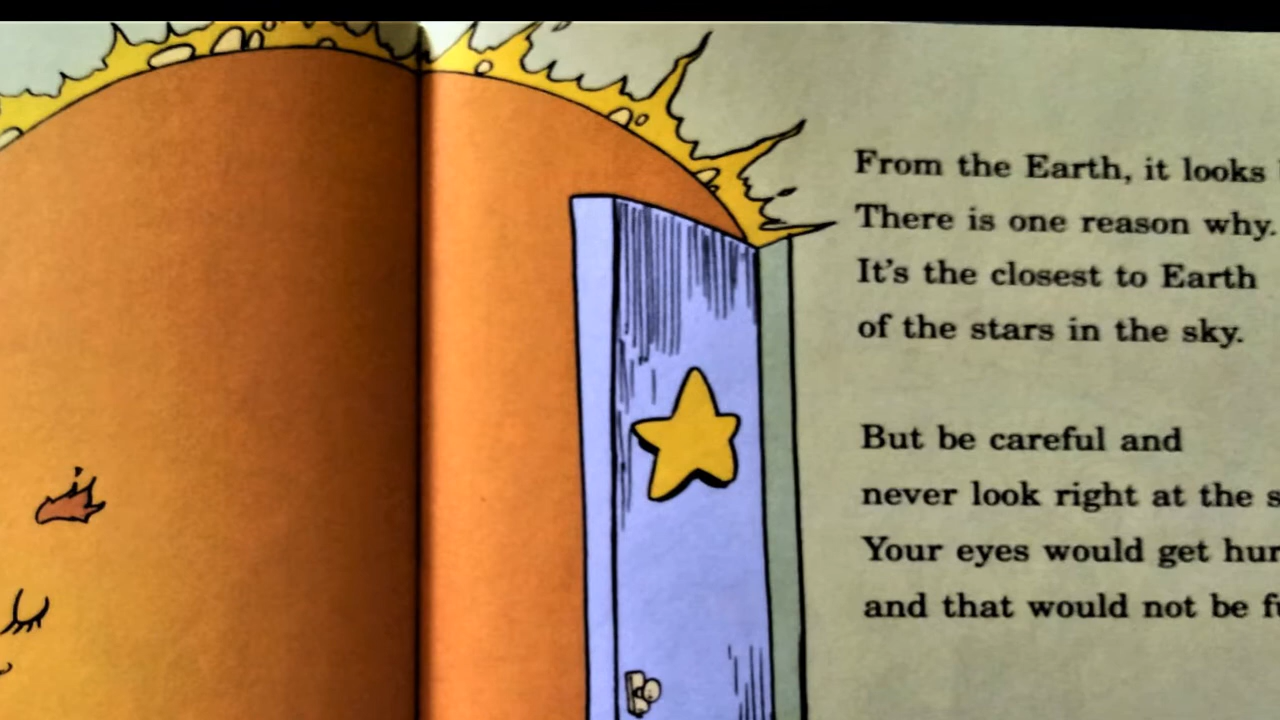 From the Earth, it looks
There is one reason why.
It's the closest to Earth
of the stars in the sky.
But be careful and
never look right at the
Your eyes would get
and that would not be